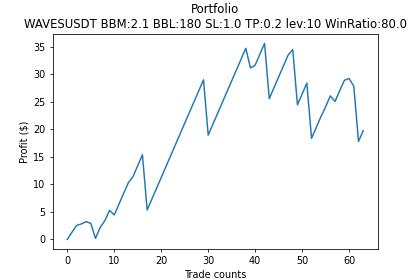 Portfolio
WAVESUSDT BBM:2.1 BBL:180 SL:1.0 TP:0.2 lev:10 WinRatio:80.0
Profit ($)
35
30
25
20
15
10
5
0
0 10 20 30 40 50 60
Trade counts